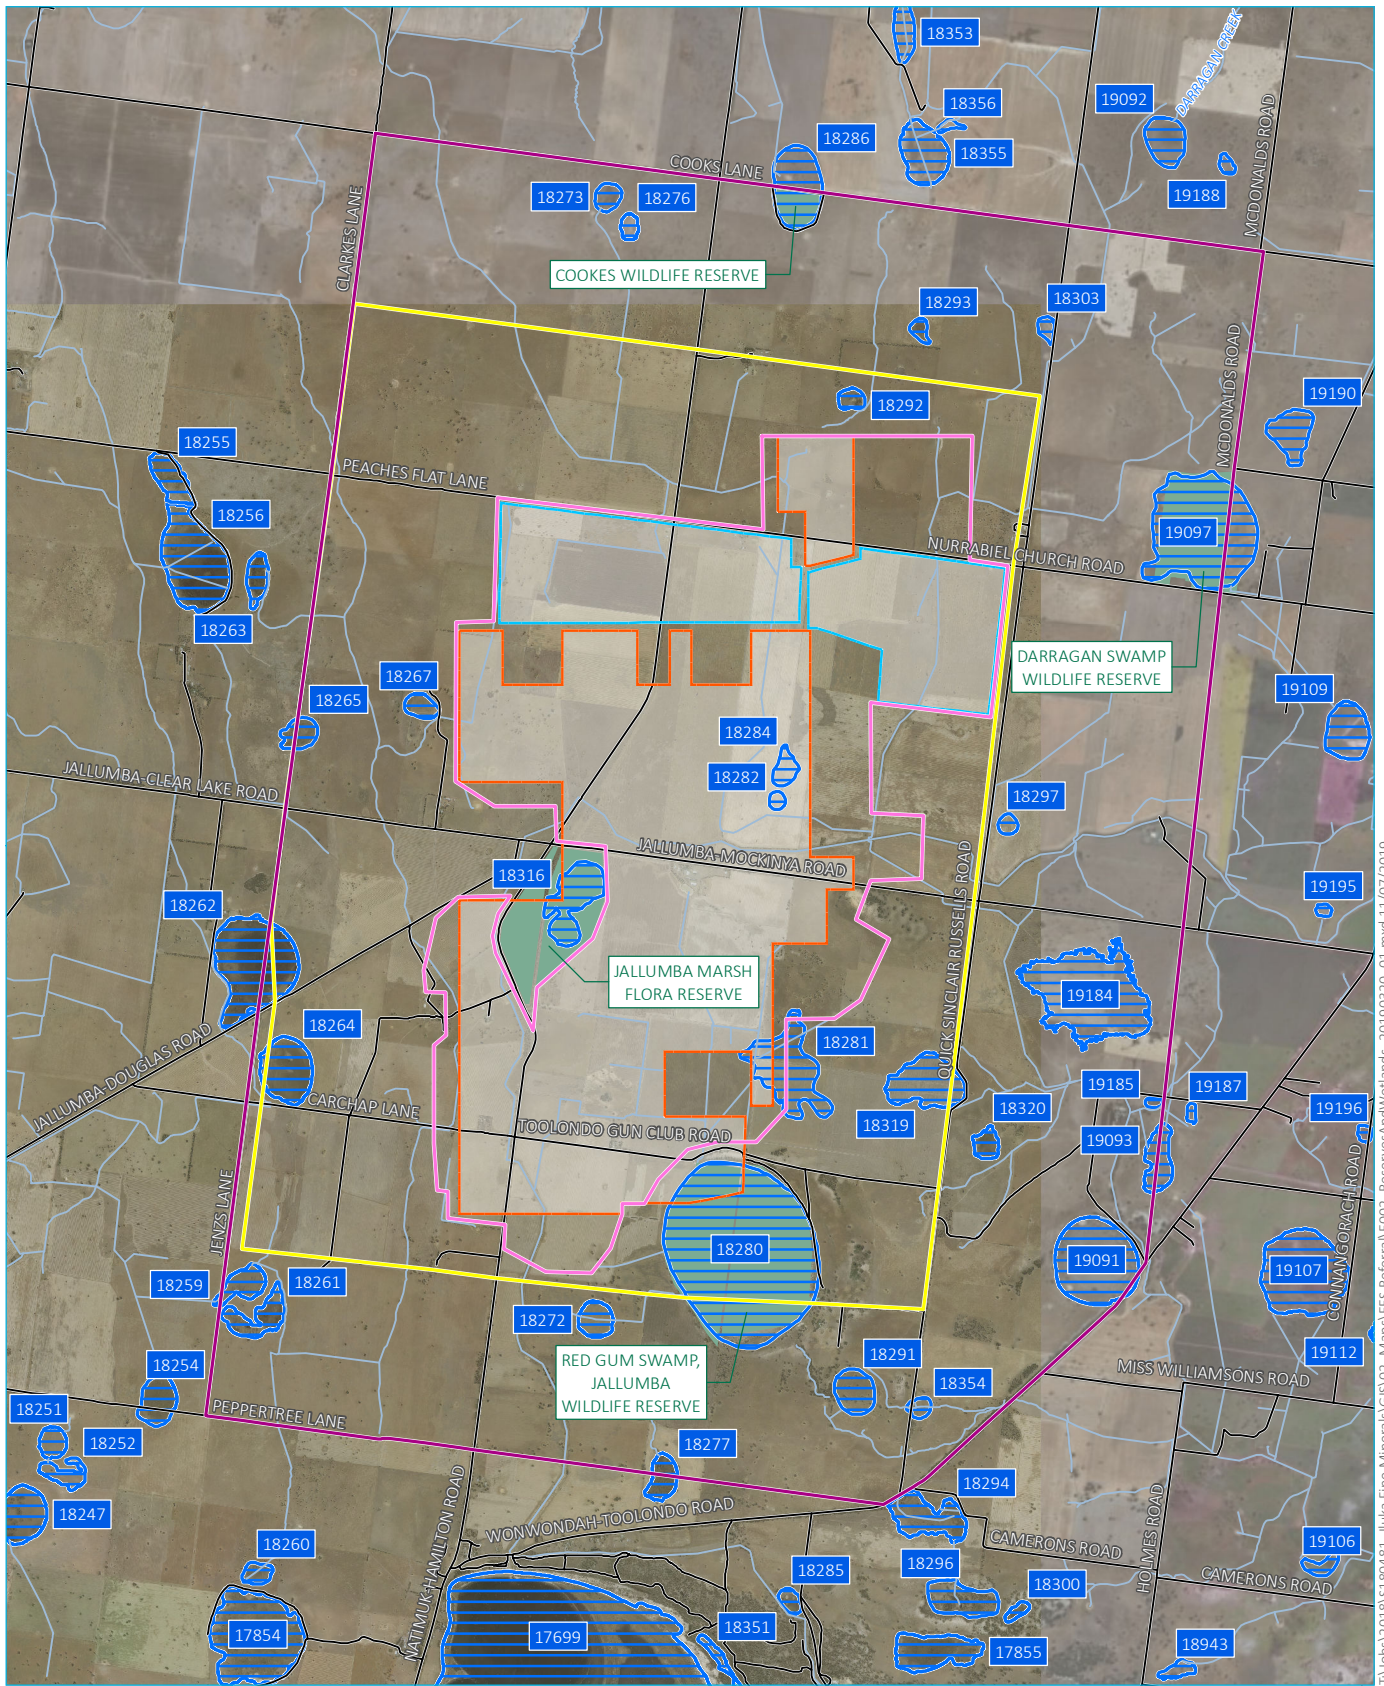 18353
DARRAGAN CREEK
18356
19092
MCDONALDS ROAD
18286
18355
COOKS LANE
19188
18273
18276
CLARKES LANE
COOKES WILDLIFE RESERVE
18293
18303
MCDONALDS ROAD
19190
18292
18255
PEACHES FLAT LANE
18256
19097
NURRABIEL CHURCH ROAD
18263
DARRAGAN SWAMP
WILDLIFE RESERVE
18267
19109
18265
18284
18282
JALLUMBA-CLEAR LAKE ROAD
18297
JALLUMBA-MOCKINYA ROAD
18316
19195
18262
QUICK SINCLAIR RUSSELLS ROAD
JALLUMBA MARSH
FLORA RESERVE
19184
18264
18281
JALLUMBA-DOUGLAS ROAD
19185
19187
CARCHAP LANE
18320
19196
TOOLONDO GUN CLUB ROAD
18319
19093
JENZS LANE
CONNANGORACH ROAD
18280
19091
19107
18259
18261
18272
19112
18291
RED GUM SWAMP,
JALLUMBA
WILDLIFE RESERVE
18254
MISS WILLIAMSONS ROAD
18354
18251
PEPPERTREE LANE
18252
18277
18294
18247
WONWONDAH-TOOLONDO ROAD
NATIMUK-HAMILTON ROAD
HOLMES ROAD
18260
CAMERONS ROAD
19106
18296
18285
CAMERONS ROAD
18300
17854
17699
18351
17855
18943